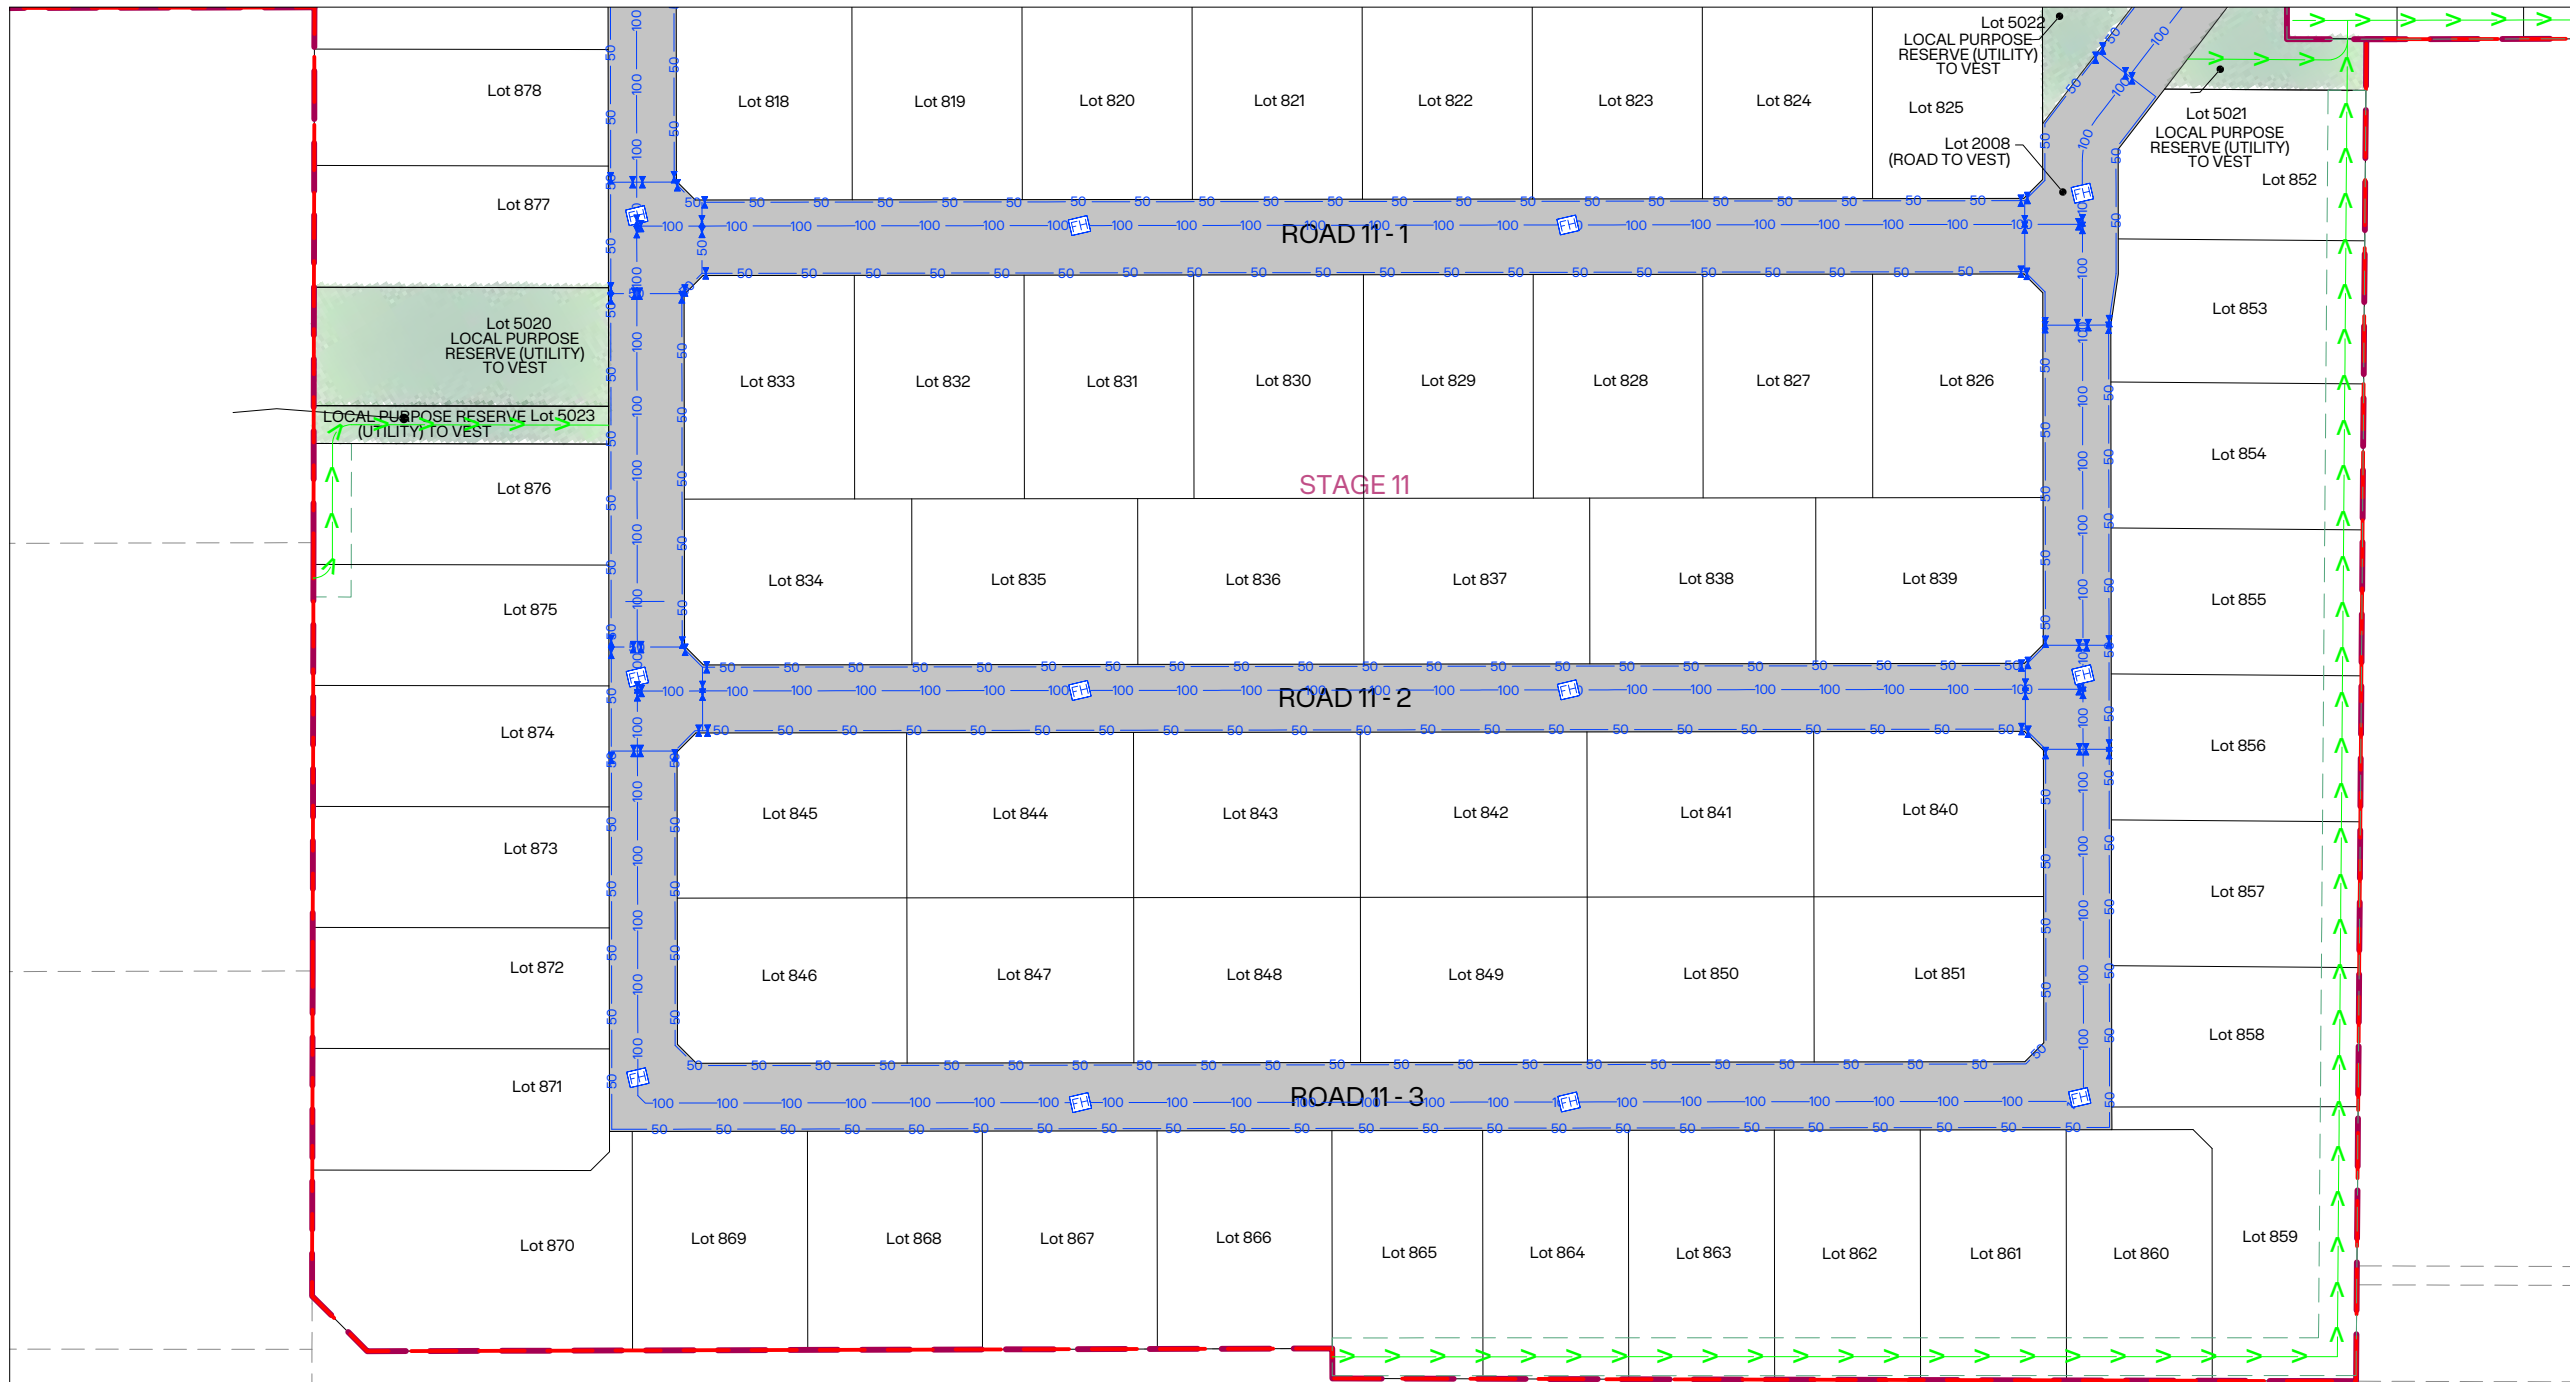 Lot 5022
LOCAL PURPOSE
RESERVE (UTILITY)
TO VEST
Lot 878
Lot 818
Lot 819
Lot 820
Lot 821
Lot 822
Lot 823
Lot 824
Lot 825
Lot 5021
LOCAL PURPOSE
RESERVE (UTILITY)
TO VEST
Lot 2008
(ROAD TO VEST)
Lot 852
Lot 877
ROAD 11 - 1
Lot 853
Lot 5020
LOCAL PURPOSE
RESERVE (UTILITY)
TO VEST
Lot 833
Lot 832
Lot 831
Lot 830
Lot 829
Lot 828
Lot 827
Lot 826
LOCAL PURPOSE RESERVE Lot 5023
(UTILITY) TO VEST
Lot 854
Lot 876
STAGE 11
Lot 834
Lot 835
Lot 836
Lot 837
Lot 838
Lot 839
Lot 855
Lot 875
ROAD 11 - 2
Lot 874
Lot 856
Lot 845
Lot 844
Lot 843
Lot 842
Lot 841
Lot 840
Lot 873
Lot 857
Lot 872
Lot 846
Lot 847
Lot 848
Lot 849
Lot 850
Lot 851
Lot 858
Lot 871
ROAD 11 - 3
Lot 870
Lot 869
Lot 868
Lot 867
Lot 866
Lot 865
Lot 864
Lot 863
Lot 862
Lot 861
Lot 860
Lot 859
50
100
FH